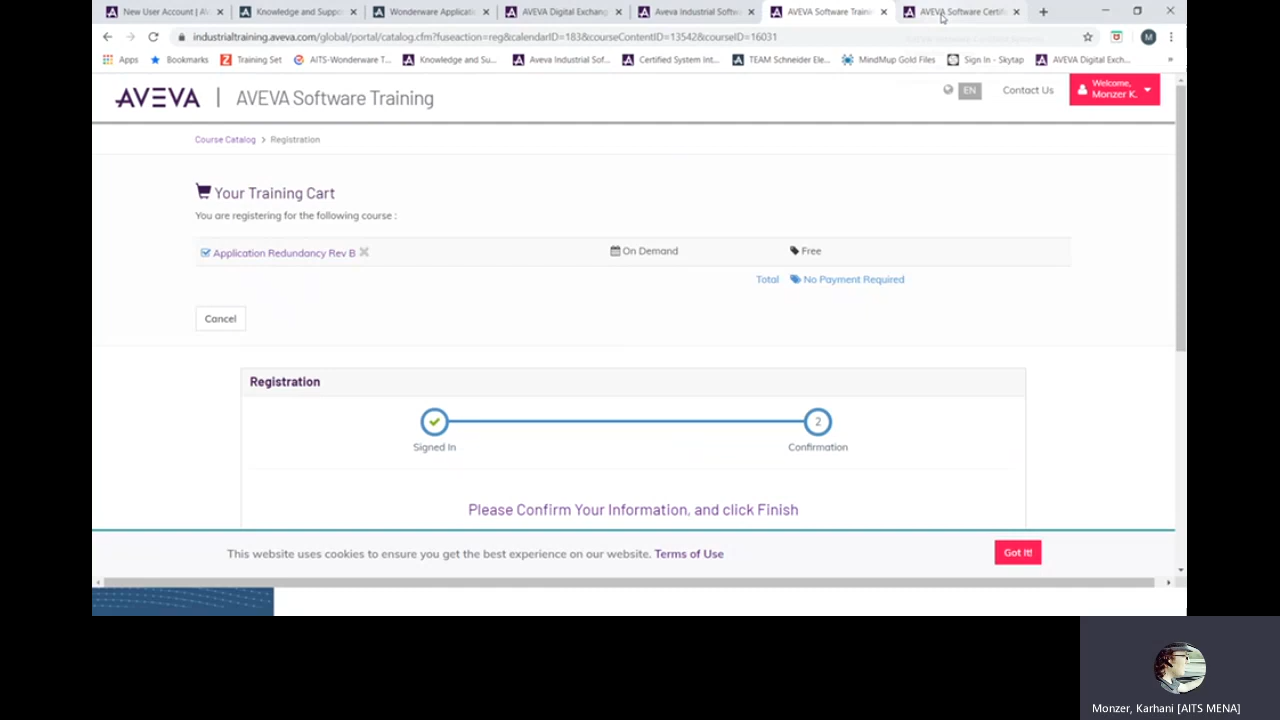 New User Account | AV
Knowledge and Suppo
Wonderware Applicati
AVEVA Digital Exchang
Aveva Industrial Softwa
AVEVA Software Trainin
AVEVA Software Certifi
industrialtraining.aveva.com/global/portal/catalog.cfm?fuseaction=reg&calendarID=183&courseContentID=13542&courseID=16031
M
Apps
Bookmarks
Training Set
AITS-Wonderware T...
Knowledge and Su...
Aveva Industrial Sof...
Certified System Int...
TEAM Schneider Ele...
MindMup Gold Files
Sign In - Skytap
AVEVA Digital Exch...
»
AVEVA | AVEVA Software Training
EN
Contact Us
Welcome,
Monzer K.
Course Catalog > Registration
Your Training Cart
You are registering for the following course :
Application Redundancy Rev B
On Demand
Free
Total
No Payment Required
Cancel
Registration
2
Signed In
Confirmation
Please Confirm Your Information, and click Finish
This website uses cookies to ensure you get the best experience on our website. Terms of Use
Got It!
Monzer, Karhani [AITS MENA]